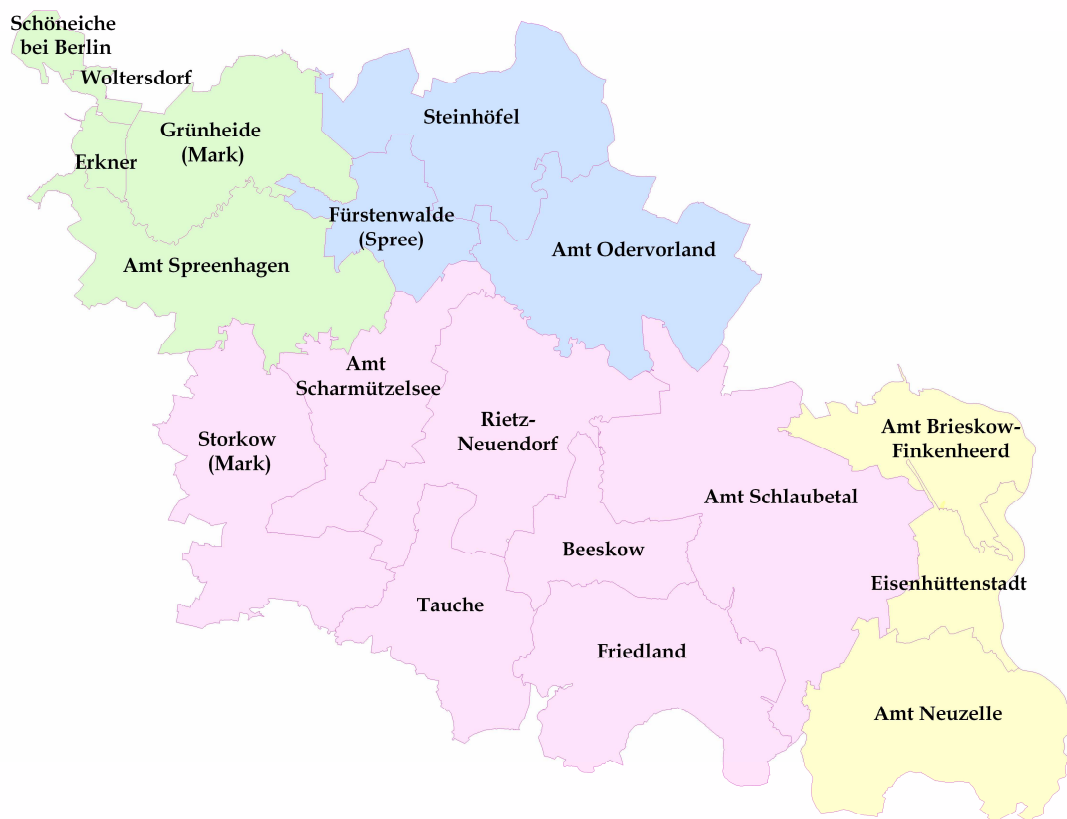 Schöneiche
bei Berlin
Woltersdorf
Grünheide
(Mark)
Steinhöfel
Erkner
Fürstenwalde
(Spree)
Amt Odervorland
Amt Spreenhagen
Amt
Scharmützelsee
Rietz-
Neuendorf
Storkow
(Mark)
Amt Brieskow-
Finkenheerd
Amt Schlaubetal
Beeskow
Eisenhüttenstadt
Tauche
Friedland
Amt Neuzelle